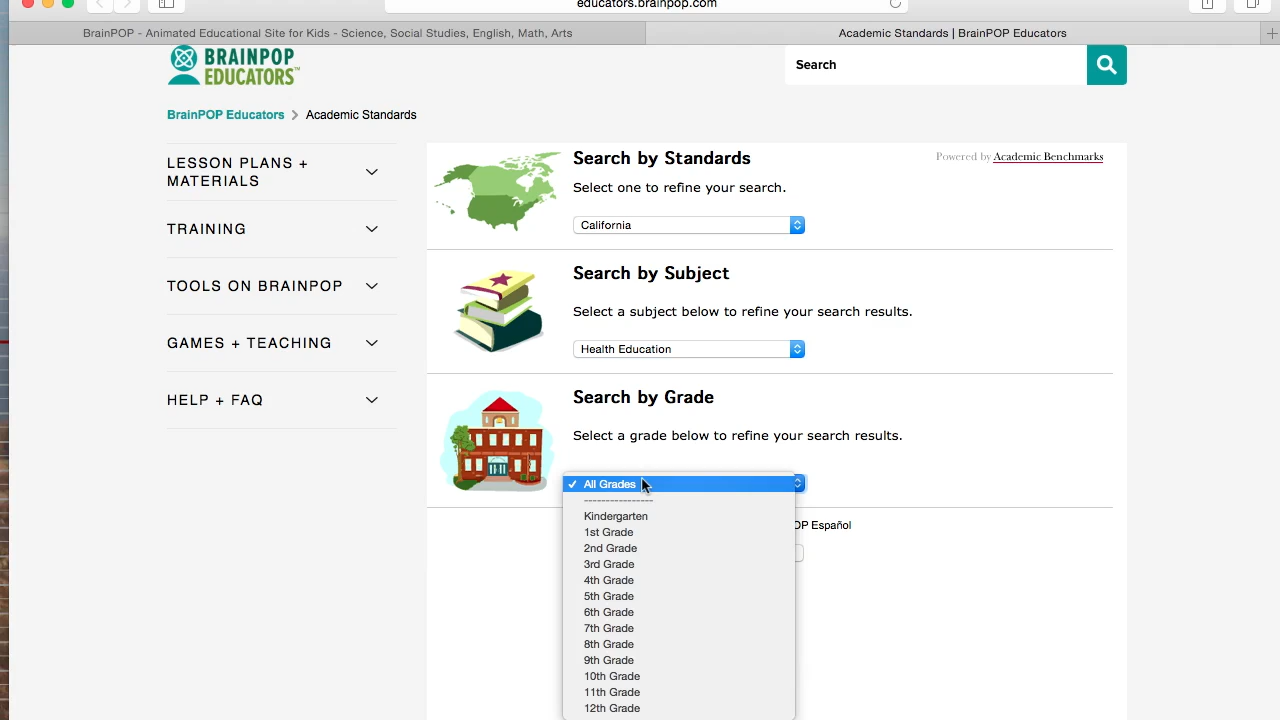 educators.brainpop.com
BrainPOP - Animated Educational Site for Kids - Science, Social Studies, English, Math, Arts
Academic Standards | BrainPOP Educators
BRAINPOP
EDUCATORS™
Search
BrainPOP Educators > Academic Standards
LESSON PLANS +
MATERIALS
TRAINING
TOOLS ON BRAINPOP
GAMES + TEACHING
HELP + FAQ
Search by Standards
Powered by Academic Benchmarks
Select one to refine your search.
California
Search by Subject
Select a subject below to refine your search results.
Health Education
Search by Grade
Select a grade below to refine your search results.
All Grades
----------------
Kindergarten
1st Grade
2nd Grade
3rd Grade
4th Grade
5th Grade
6th Grade
7th Grade
8th Grade
9th Grade
10th Grade
11th Grade
12th Grade
OP Español